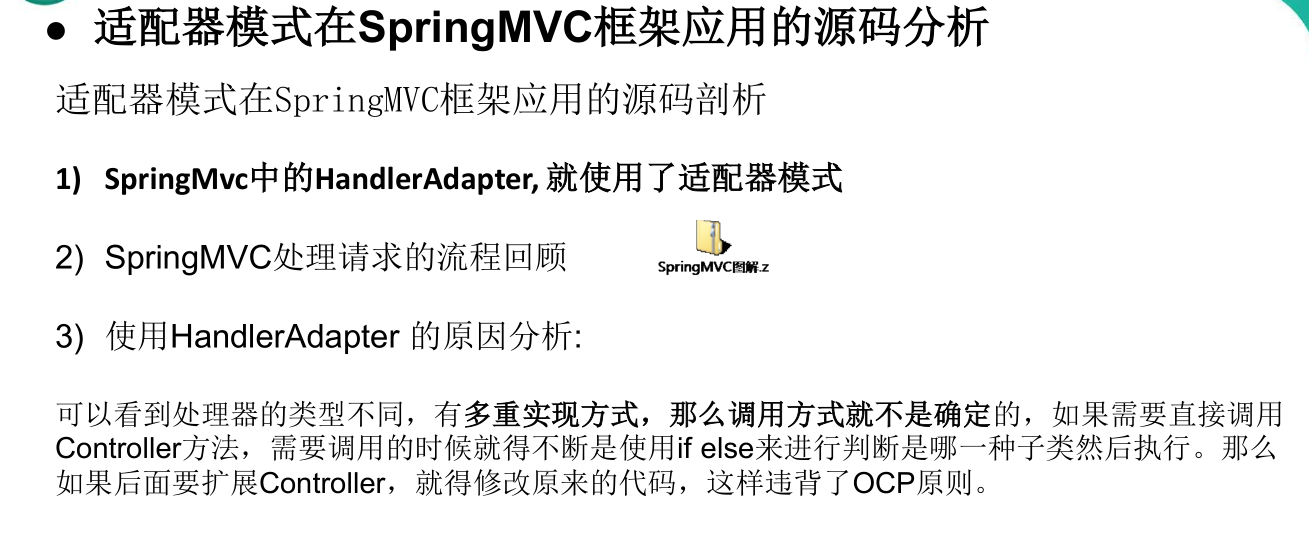 ● 适配器模式在SpringMVC框架应用的源码分析
适配器模式在SpringMVC框架应用的源码剖析
1) SpringMvc中的HandlerAdapter, 就使用了适配器模式
2) SpringMVC处理请求的流程回顾
SpringMVC图解.z
3) 使用HandlerAdapter 的原因分析:
可以看到处理器的类型不同，有多重实现方式，那么调用方式就不是确定的，如果需要直接调用
Controller方法，需要调用的时候就得不断是使用if else来进行判断是哪一种子类然后执行。那么
如果后面要扩展Controller，就得修改原来的代码，这样违背了OCP原则。